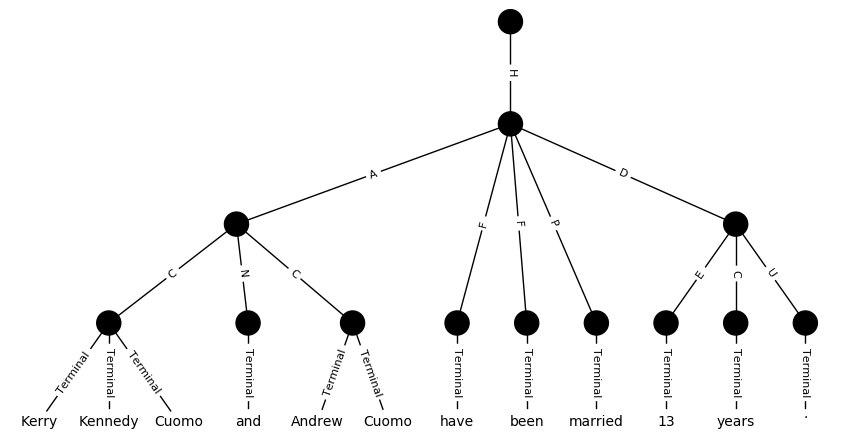 H
A
F
F
P
D
C
N
C
E
C
U
Terminal Terminal Terminal Terminal Terminal Terminal Terminal Terminal Terminal Terminal Terminal Terminal
Kerry Kennedy Cuomo and Andrew Cuomo have been married 13 years .